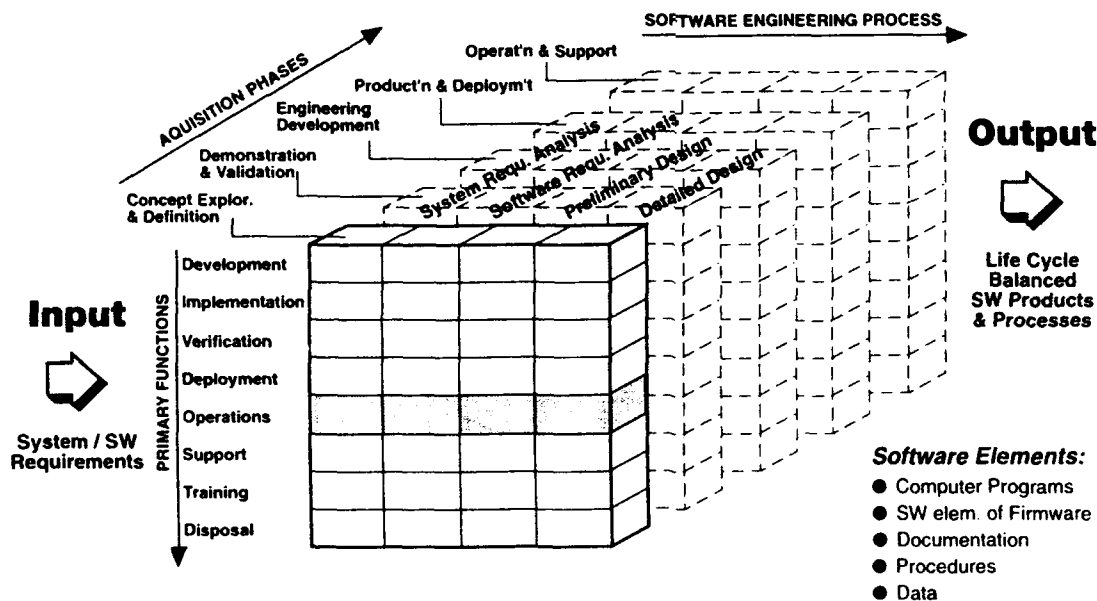 SOFTWARE ENGINEERING PROCESS
AQUISITION PHASES
Operat'n & Support
Product'n & Deploym't
Engineering
Development
Demonstration
& Validation
Concept Explor.
& Definition
System Requ. Analysis
Software Requ. Analysis
Preliminary Design
Detailed Design
Input
System / SW
Requirements
PRIMARY FUNCTIONS
Development
Implementation
Verification
Deployment
Operations
Support
Training
Disposal
Output
Life Cycle
Balanced
SW Products
& Processes
Software Elements:
● Computer Programs
● SW elem. of Firmware
● Documentation
● Procedures
● Data